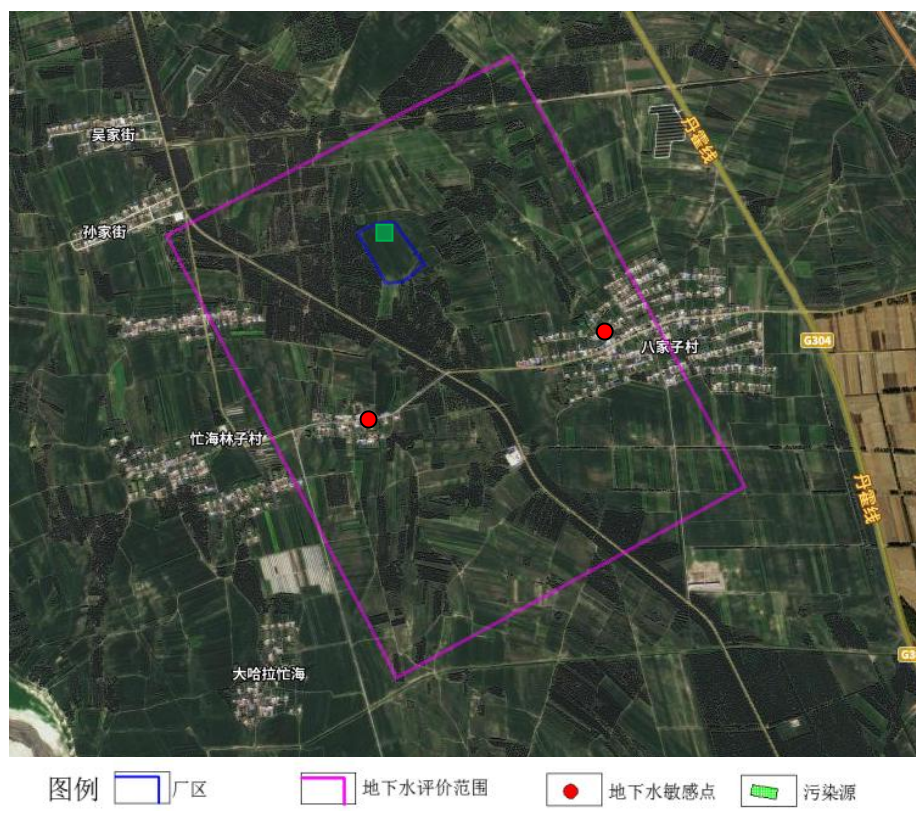 吴家街
丹霍线
孙家街
G304
八家子村
忙海林子村
丹霍线
G3
大哈拉忙海
图例
厂区
地下水评价范围
地下水敏感点
污染源